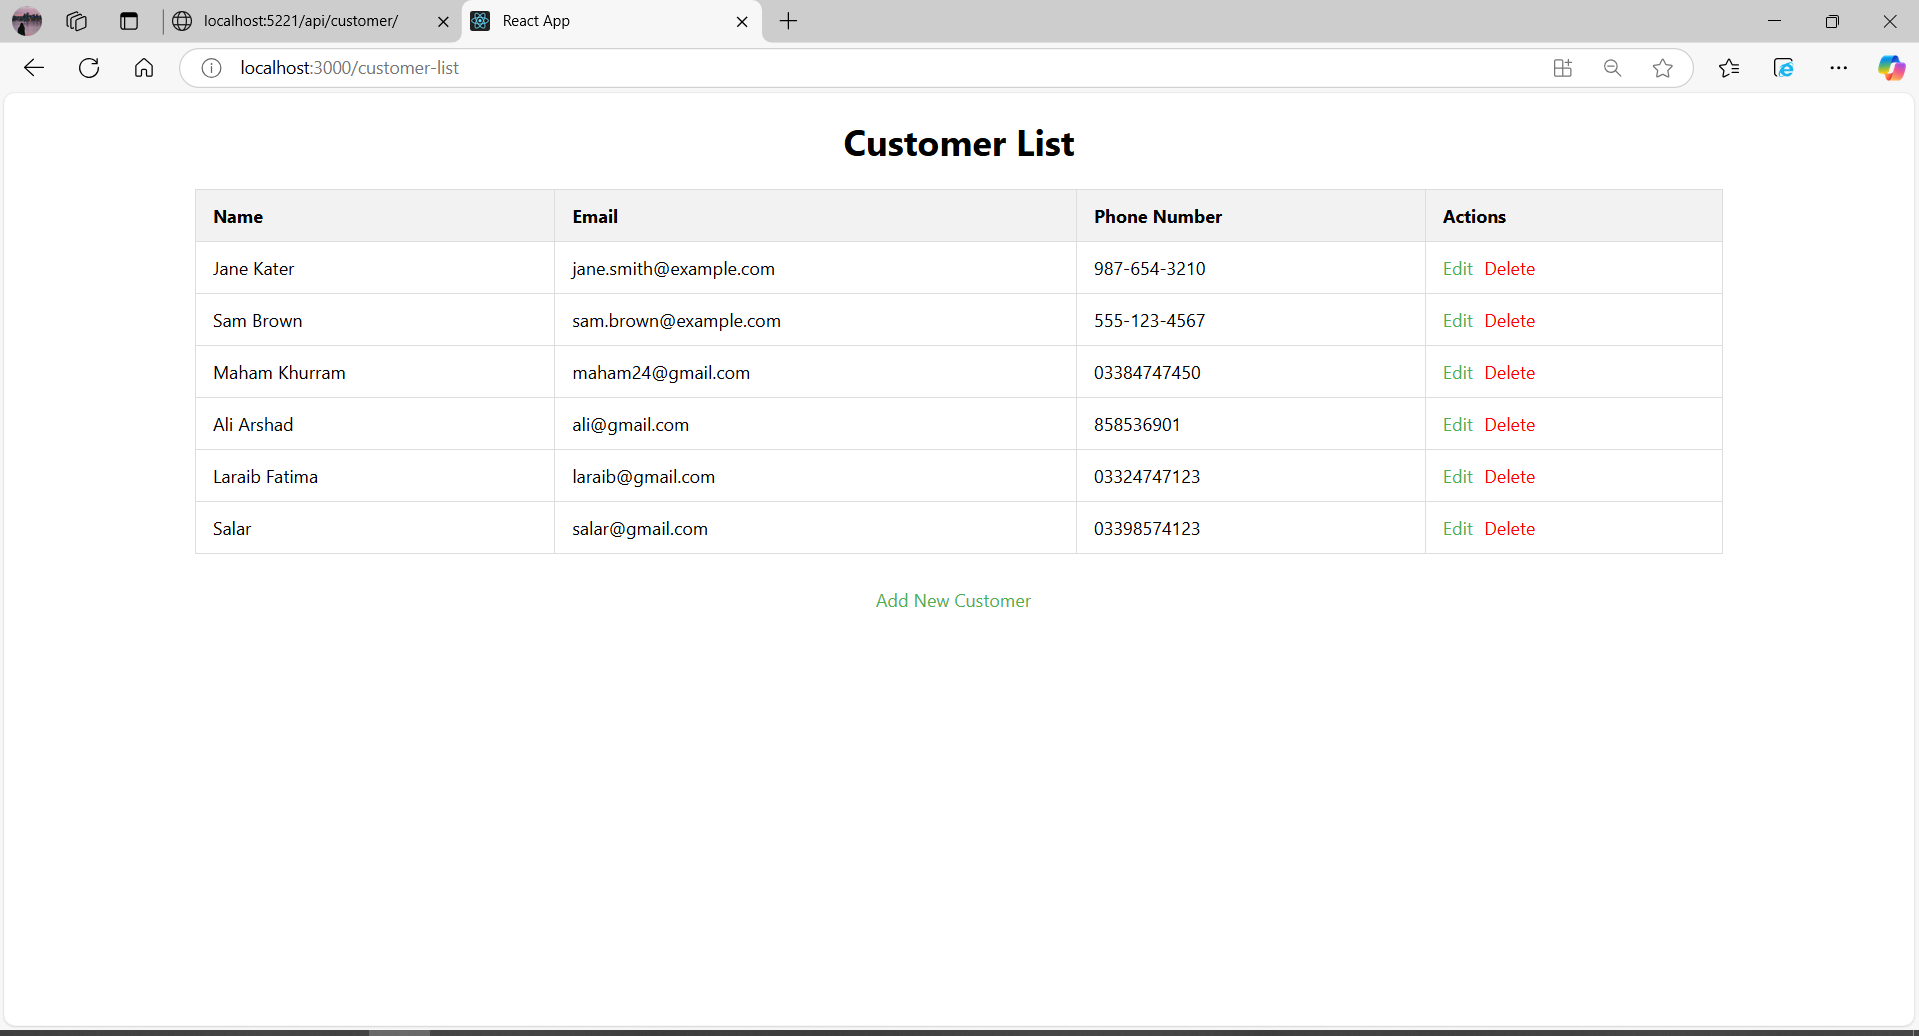 localhost:5221/api/customer/ React App
localhost:3000/customer-list
Customer List
Name Email Phone Number Actions
Jane Kater jane.smith@example.com 987-654-3210 Edit Delete
Sam Brown sam.brown@example.com 555-123-4567 Edit Delete
Maham Khurram maham24@gmail.com 03384747450 Edit Delete
Ali Arshad ali@gmail.com 858536901 Edit Delete
Laraib Fatima laraib@gmail.com 03324747123 Edit Delete
Salar salar@gmail.com 03398574123 Edit Delete
Add New Customer